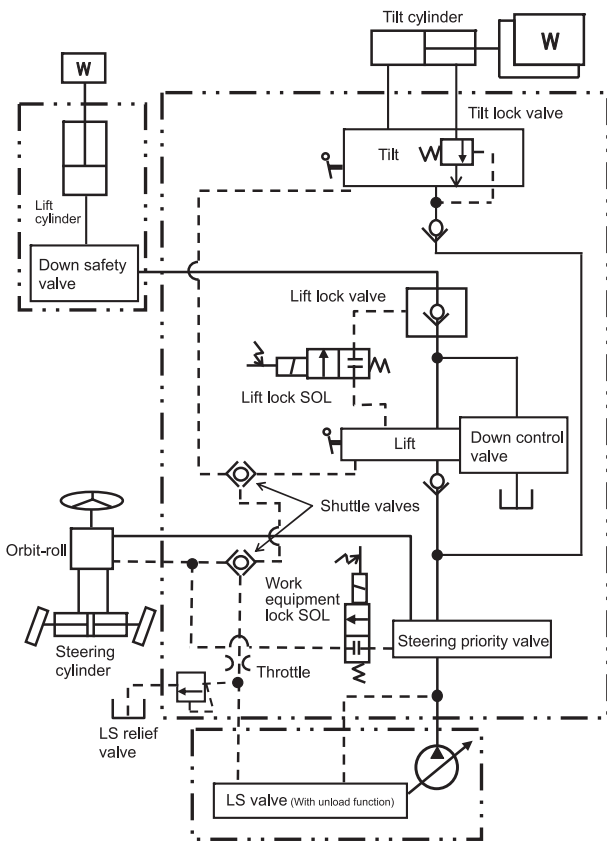 Tilt cylinder
W
W
Tilt lock valve
Tilt
Lift
cylinder
Down safety
valve
Lift lock valve
Lift lock SOL
Lift
Down control
valve
Shuttle valves
Orbit-roll
Work
equipment
lock SOL
Steering priority valve
Steering
cylinder
Throttle
LS relief
valve
LS valve (With unload function)